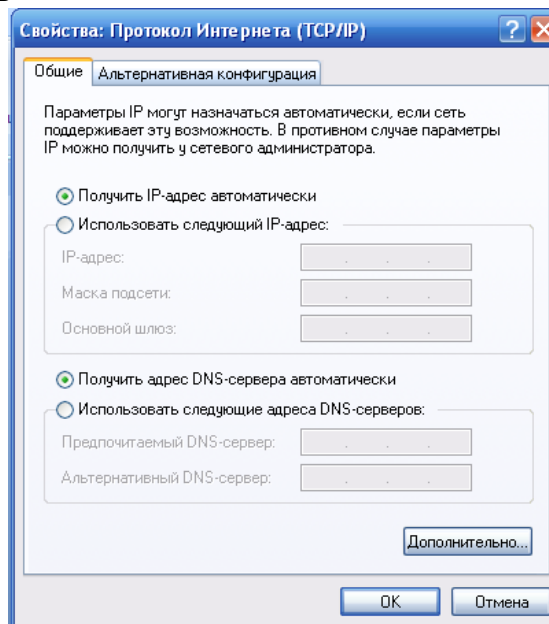 Свойства: Протокол Интернета (TCP/IP)
Общие
Альтернативная конфигурация
Параметры IP могут назначаться автоматически, если сеть
поддерживает эту возможность. В противном случае параметры
IP можно получить у сетевого администратора.
Получить IP-адрес автоматически
Использовать следующий IP-адрес:
IP-адрес:
Маска подсети:
Основной шлюз:
Получить адрес DNS-сервера автоматически
Использовать следующие адреса DNS-серверов:
Предпочитаемый DNS-сервер:
Альтернативный DNS-сервер:
Дополнительно...
OK
Отмена